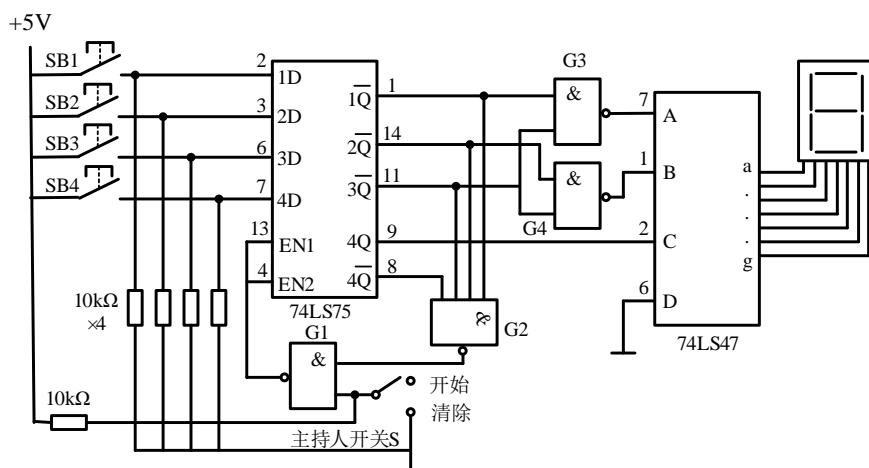 +5V
SB1
SB2
SB3
SB4
2
3
6
7
13
4
1D
2D
3D
4D
EN1
EN2
1Q̅
2Q̅
3Q̅
4Q
4Q̅
74LS75
1
14
11
9
8
G3
&
&
G4
&
G2
7
1
2
6
A
B
C
D
a
.
.
.
.
g
74LS47
10kΩ
×4
G1
&
10kΩ
开始
清除
主持人开关S